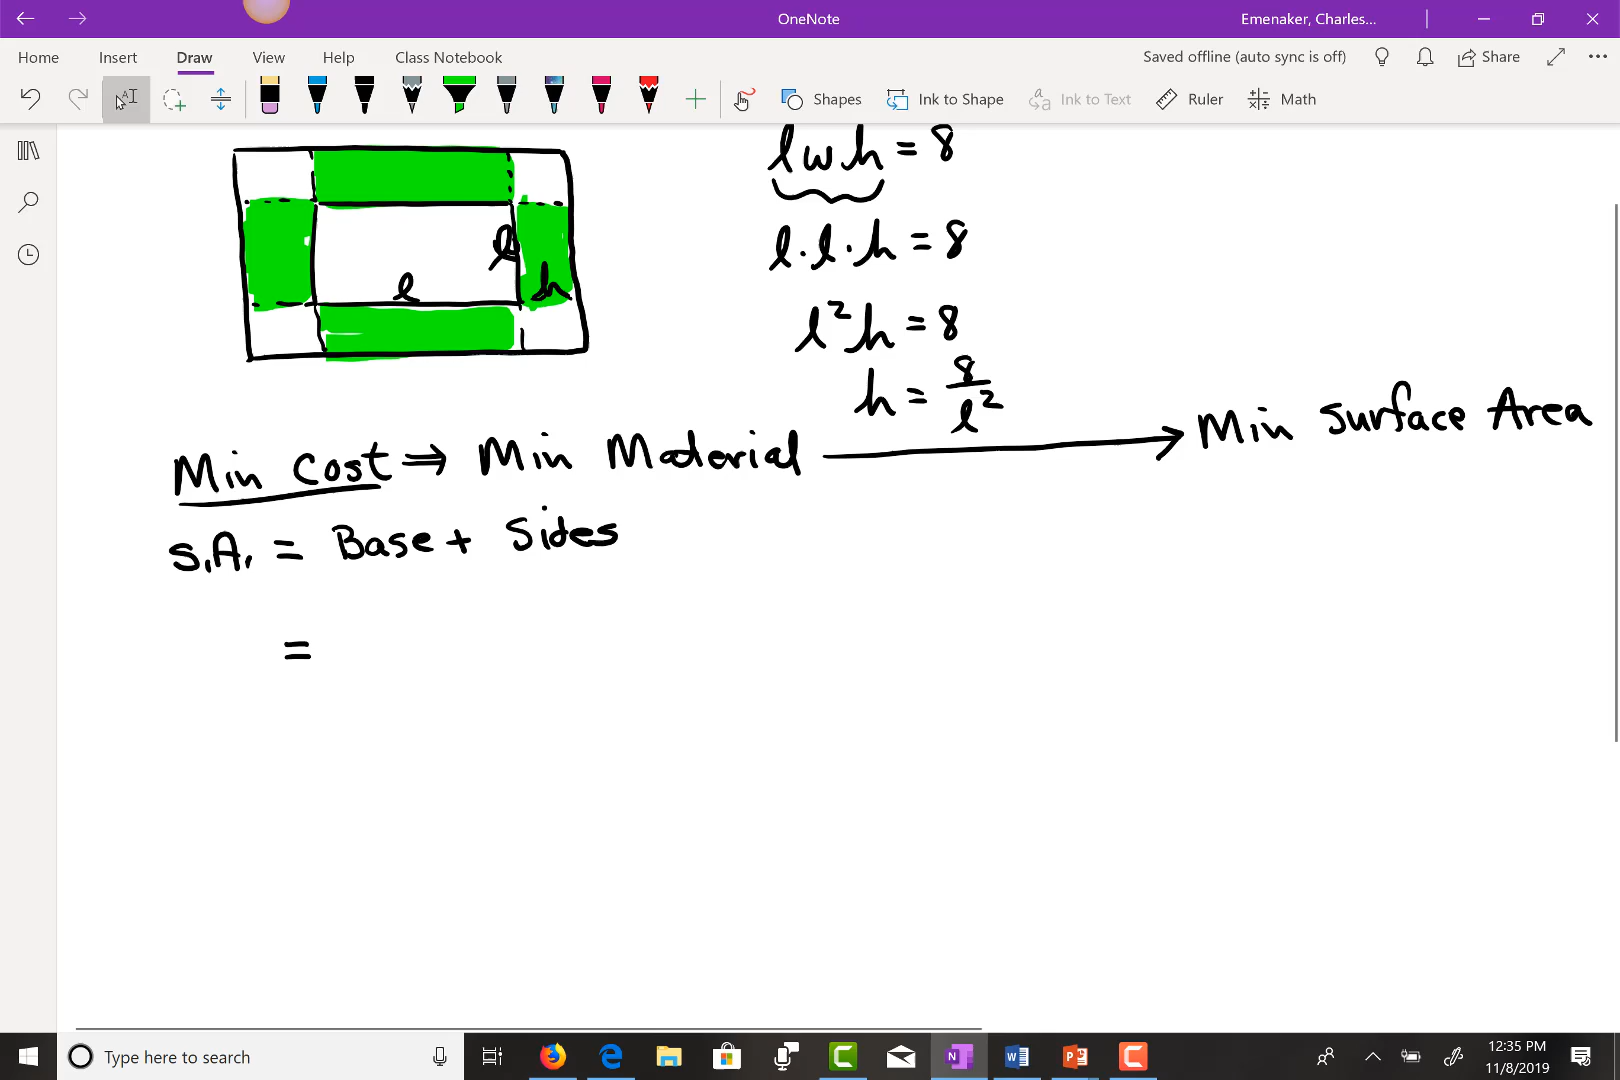 OneNote
Emenaker, Charles...
Home Insert Draw View Help Class Notebook
Saved offline (auto sync is off)
Share
Shapes
Ink to Shape
Ink to Text
Ruler
Math
l w h = 8
l · l · h = 8
l² h = 8
h = 8/l²
l
l
h
Min Cost ⇒ Min Material → Min Surface Area
S.A. = Base + Sides
=
Type here to search
12:35 PM
11/8/2019